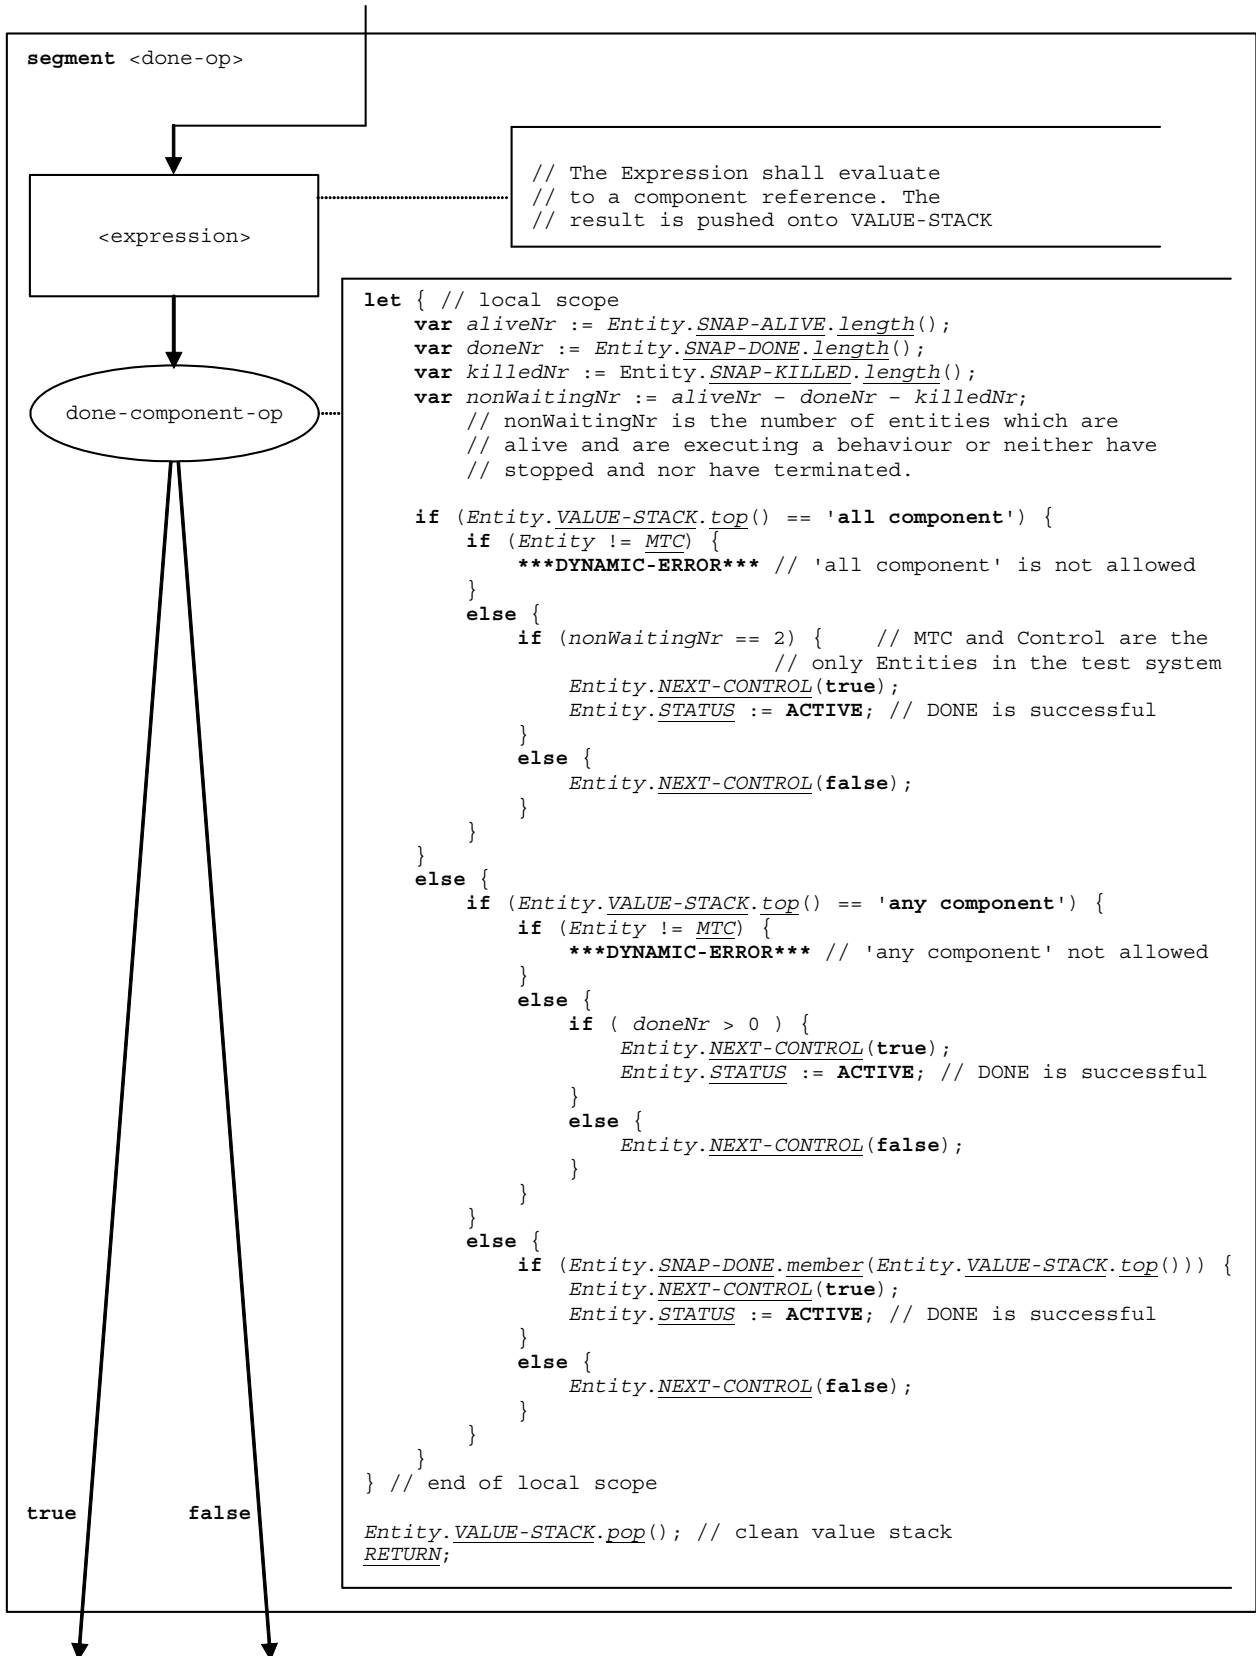 segment <done-op>
// The Expression shall evaluate
// to a component reference. The
// result is pushed onto VALUE-STACK
<expression>
let { // local scope
var aliveNr := Entity.SNAP-ALIVE.length();
var doneNr := Entity.SNAP-DONE.length();
var killedNr := Entity.SNAP-KILLED.length();
var nonWaitingNr := aliveNr – doneNr – killedNr;
// nonWaitingNr is the number of entities which are
// alive and are executing a behaviour or neither have
// stopped and nor have terminated.
done-component-op
if (Entity.VALUE-STACK.top() == 'all component') {
if (Entity != MTC) {
***DYNAMIC-ERROR*** // 'all component' is not allowed
}
else {
if (nonWaitingNr == 2) { // MTC and Control are the
// only Entities in the test system
Entity.NEXT-CONTROL(true);
Entity.STATUS := ACTIVE; // DONE is successful
}
else {
Entity.NEXT-CONTROL(false);
}
}
}
else {
if (Entity.VALUE-STACK.top() == 'any component') {
if (Entity != MTC) {
***DYNAMIC-ERROR*** // 'any component' not allowed
}
else {
if ( doneNr > 0 ) {
Entity.NEXT-CONTROL(true);
Entity.STATUS := ACTIVE; // DONE is successful
}
else {
Entity.NEXT-CONTROL(false);
}
}
}
else {
if (Entity.SNAP-DONE.member(Entity.VALUE-STACK.top())) {
Entity.NEXT-CONTROL(true);
Entity.STATUS := ACTIVE; // DONE is successful
}
else {
Entity.NEXT-CONTROL(false);
}
}
}
} // end of local scope
true false
Entity.VALUE-STACK.pop(); // clean value stack
RETURN;